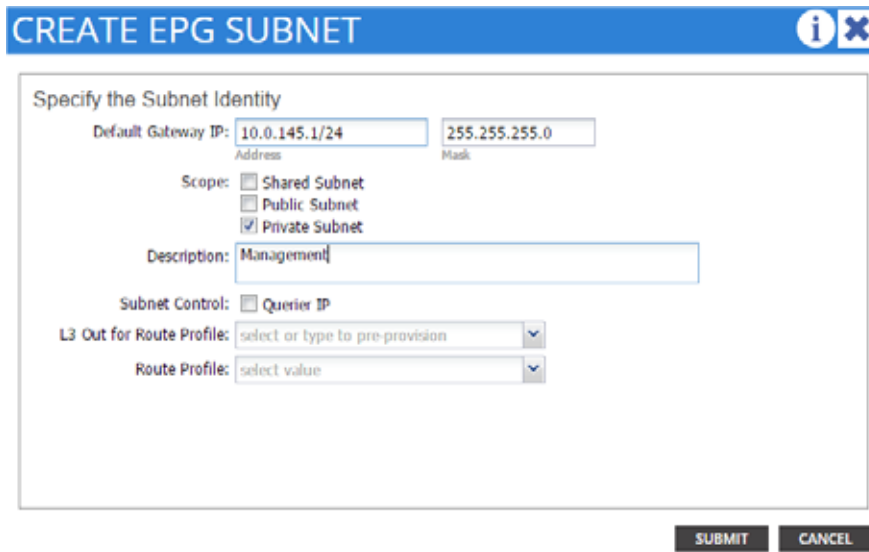 CREATE EPG SUBNET
Specify the Subnet Identity
Default Gateway IP: 10.0.145.1/24 255.255.255.0
Address Mask
Scope: Shared Subnet
Public Subnet
Private Subnet
Description: Management
Subnet Control: Querier IP
L3 Out for Route Profile: select or type to pre-provision
Route Profile: select value
SUBMIT CANCEL